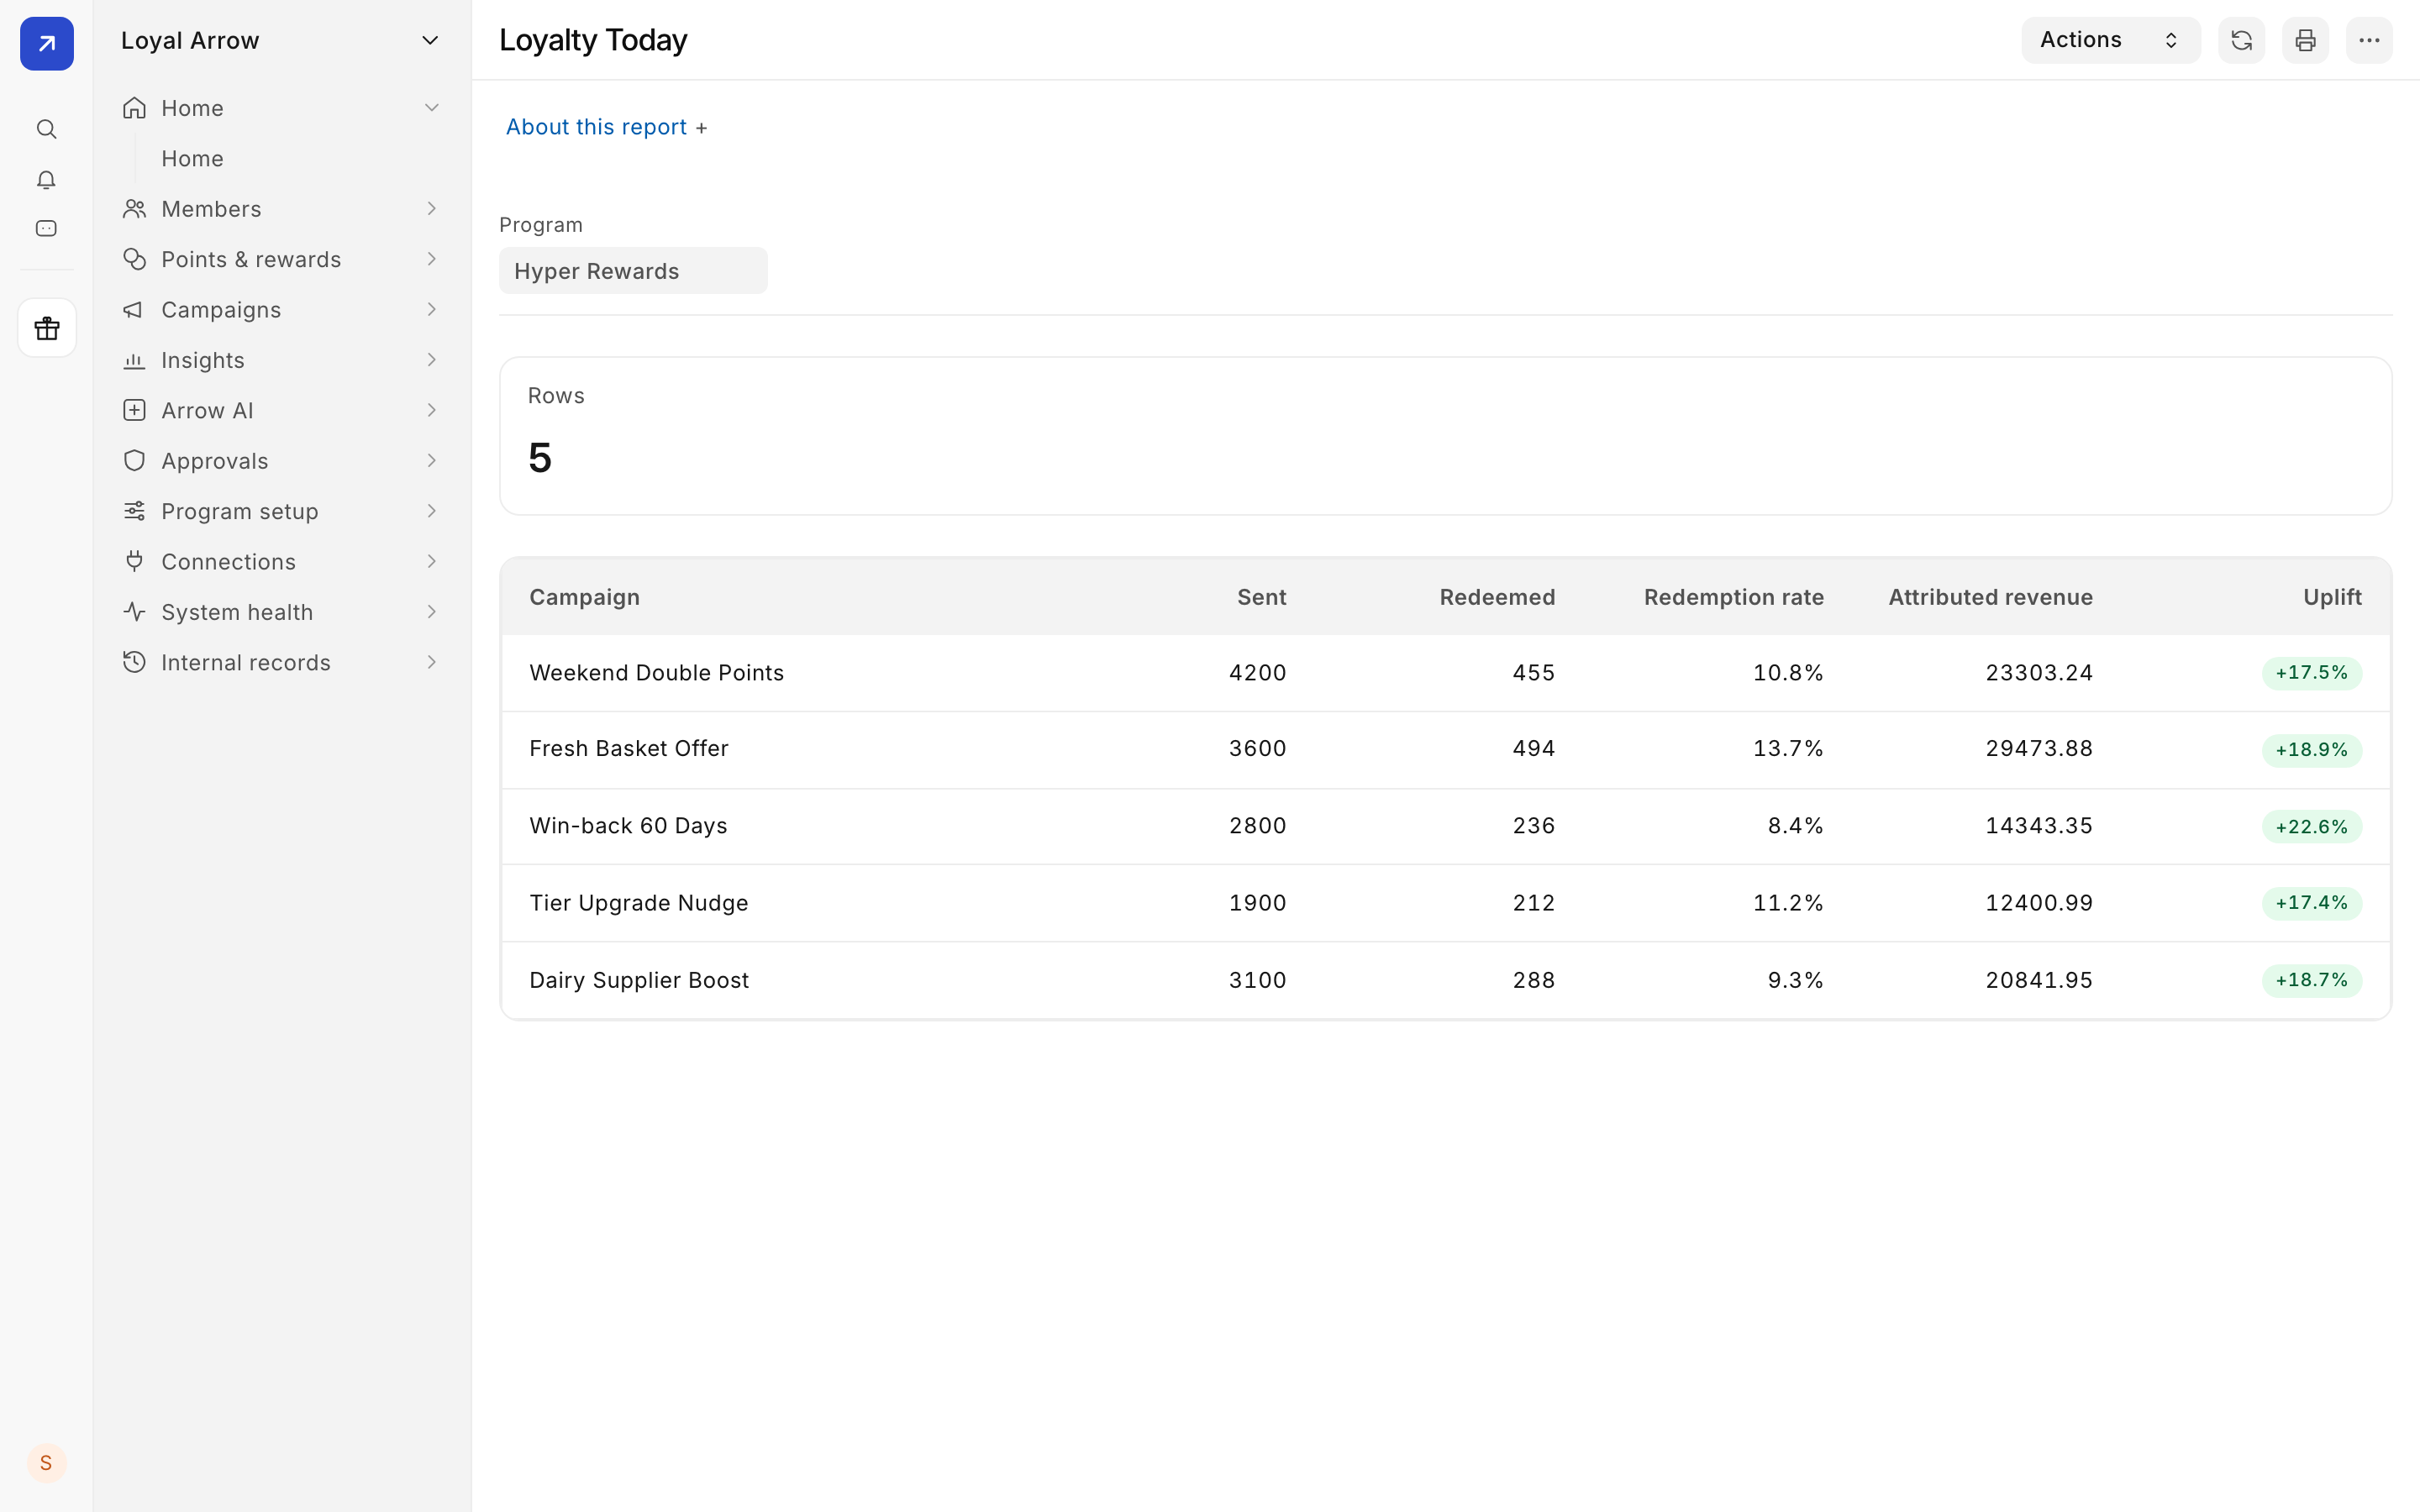 Loyal Arrow
Home
Home
Members
Points & rewards
Campaigns
Insights
Arrow AI
Approvals
Program setup
Connections
System health
Internal records
S
Loyalty Today
Actions
About this report +
Program
Hyper Rewards
Rows
5
Campaign Sent Redeemed Redemption rate Attributed revenue Uplift
Weekend Double Points 4200 455 10.8% 23303.24 +17.5%
Fresh Basket Offer 3600 494 13.7% 29473.88 +18.9%
Win-back 60 Days 2800 236 8.4% 14343.35 +22.6%
Tier Upgrade Nudge 1900 212 11.2% 12400.99 +17.4%
Dairy Supplier Boost 3100 288 9.3% 20841.95 +18.7%